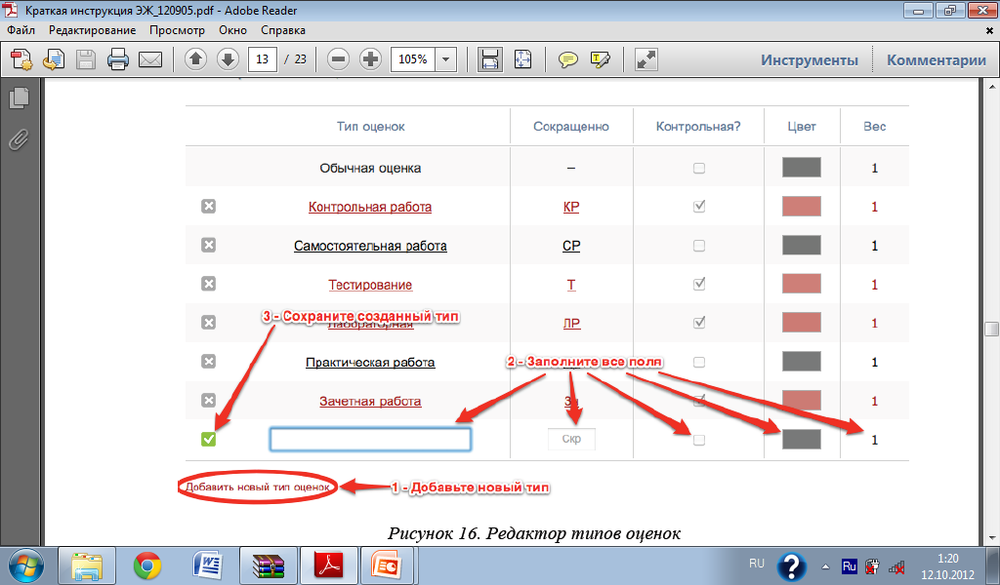 Краткая инструкция ЭЖ_120905.pdf - Adobe Reader
Файл Редактирование Просмотр Окно Справка
13 / 23 105% Инструменты Комментарии
Тип оценок Сокращенно Контрольная? Цвет Вес
Обычная оценка – 1
Контрольная работа КР 1
Самостоятельная работа СР 1
Тестирование Т 1
3 - Сохраните созданный тип
Лабораторная ЛР 1
Практическая работа 1
2 - Заполните все поля
Зачетная работа 1
Скр 1
Добавить новый тип оценок
1 - Добавьте новый тип
Рисунок 16. Редактор типов оценок
RU Ru 1:20
12.10.2012